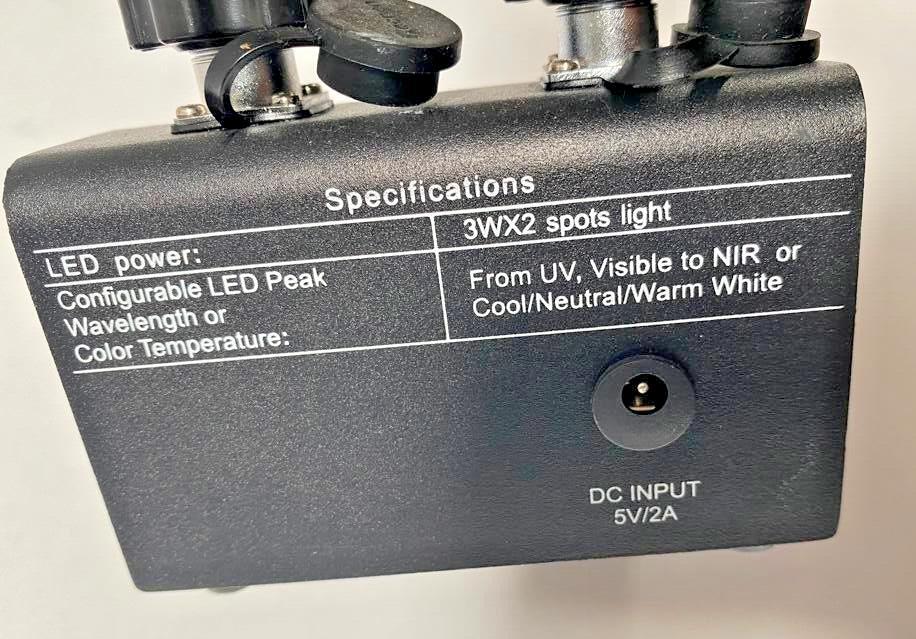 Specifications
LED power:
3WX2 spots light
Configurable LED Peak
Wavelength or
Color Temperature:
From UV, Visible to NIR or
Cool/Neutral/Warm White
DC INPUT
5V/2A